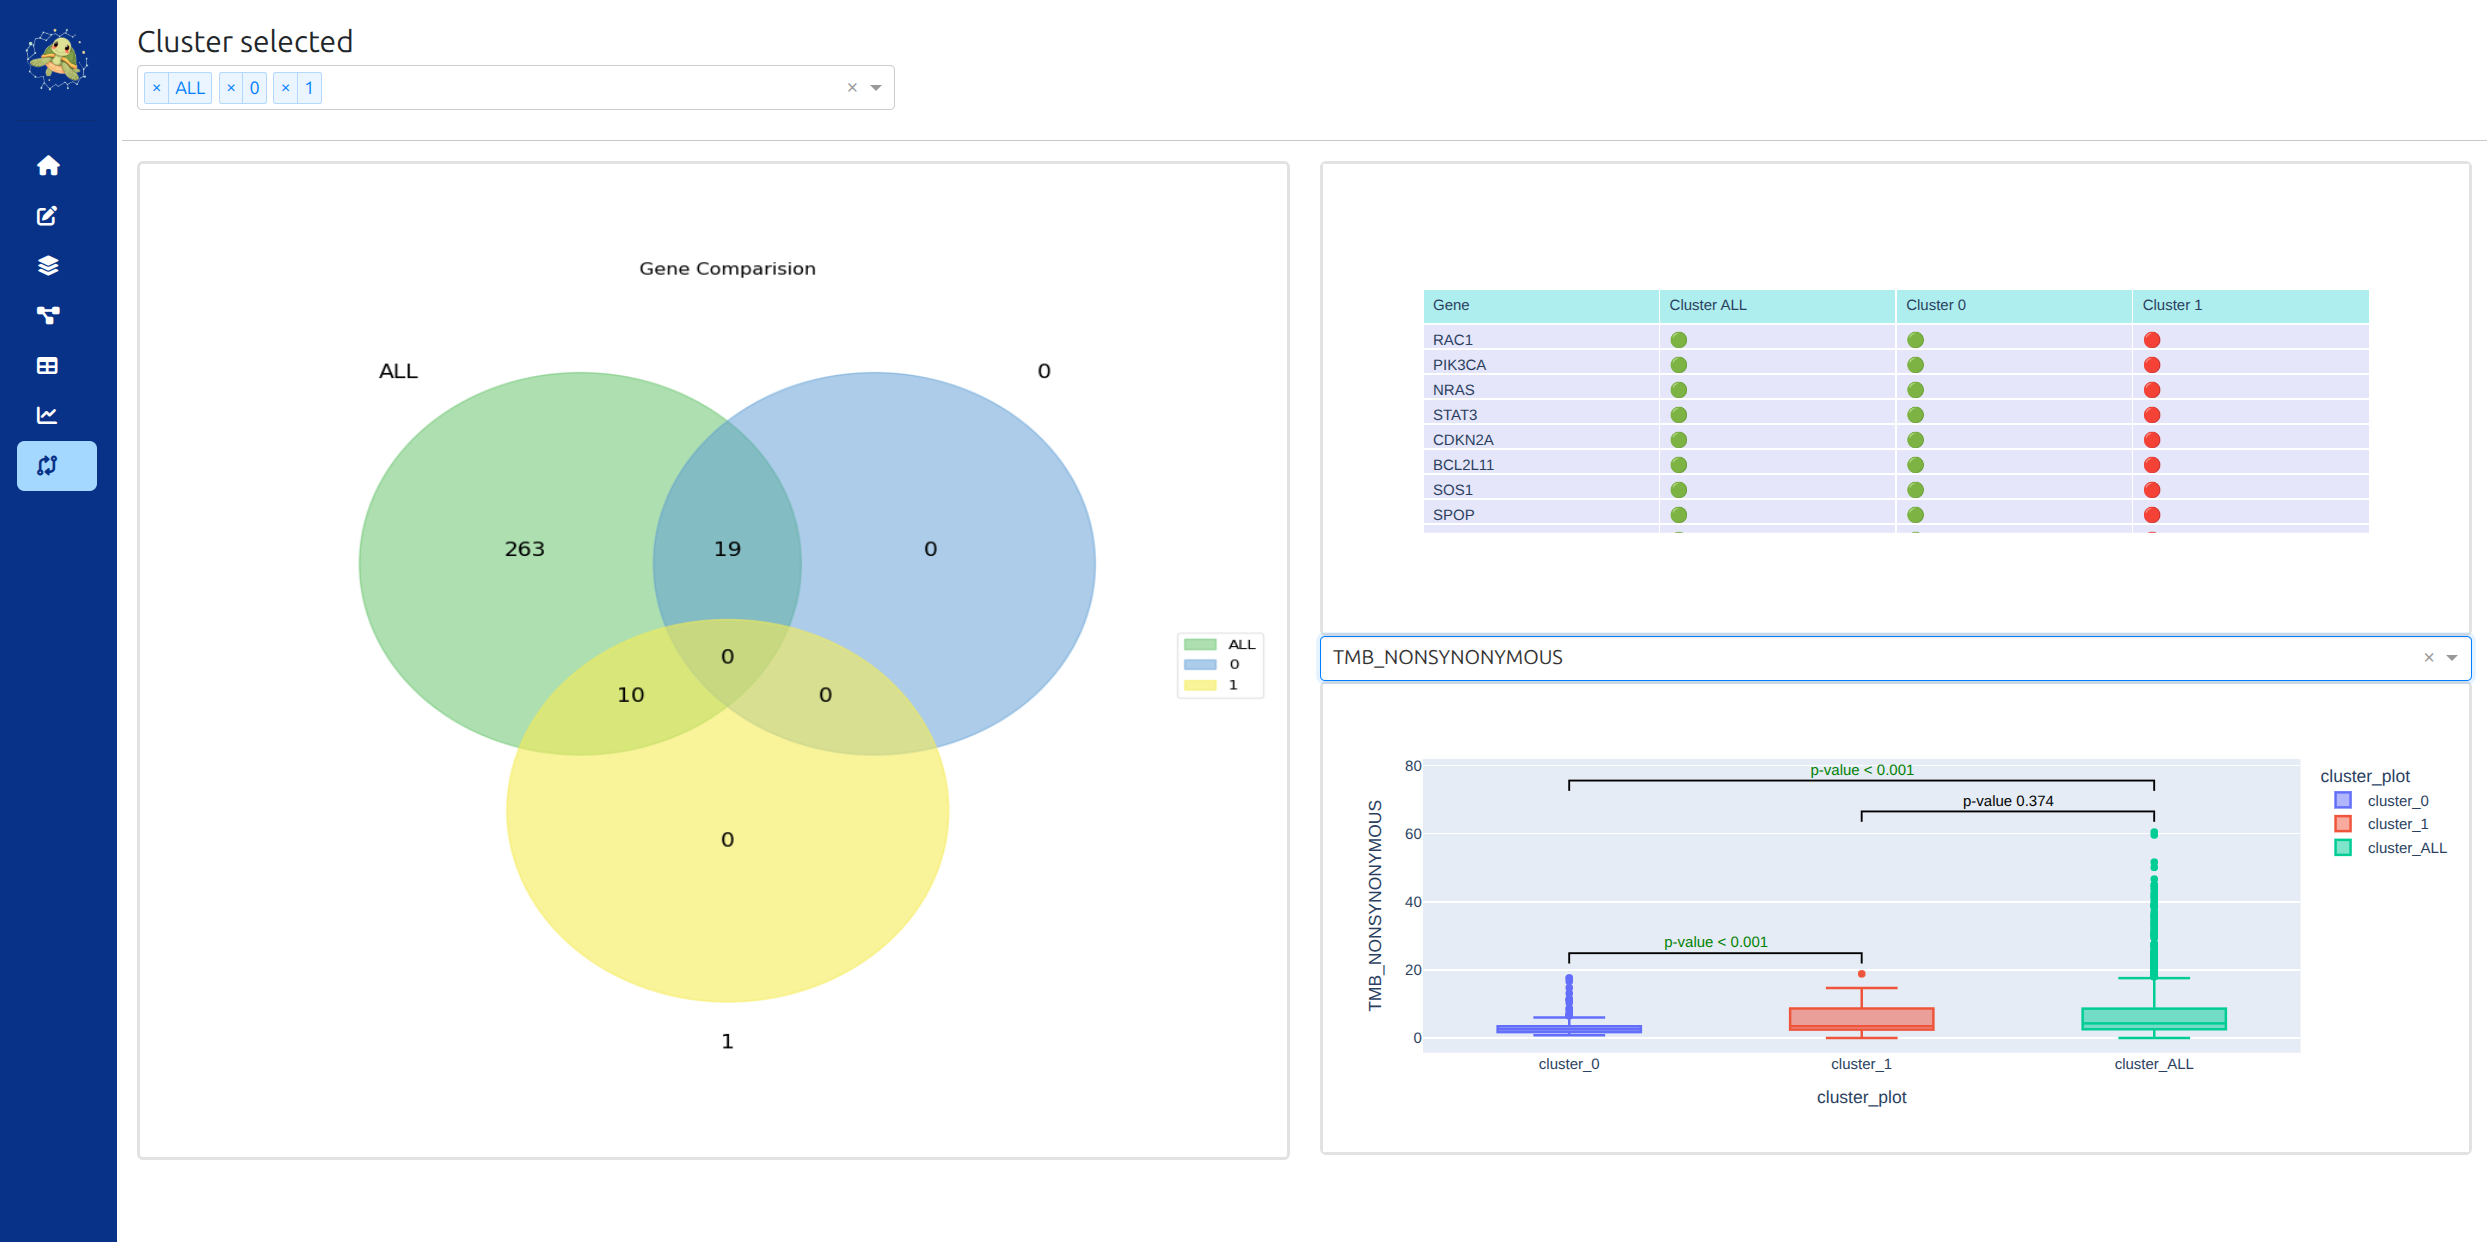 Cluster selected
× ALL × 0 × 1
Gene Comparision
ALL
0
263
19
0
0
10
0
0
1
ALL
0
1
Gene Cluster ALL Cluster 0 Cluster 1
RAC1
PIK3CA
NRAS
STAT3
CDKN2A
BCL2L11
SOS1
SPOP
TMB_NONSYNONYMOUS
80
60
40
20
0
TMB_NONSYNONYMOUS
p-value < 0.001
p-value 0.374
p-value < 0.001
cluster_0 cluster_1 cluster_ALL
cluster_plot
cluster_plot
cluster_0
cluster_1
cluster_ALL